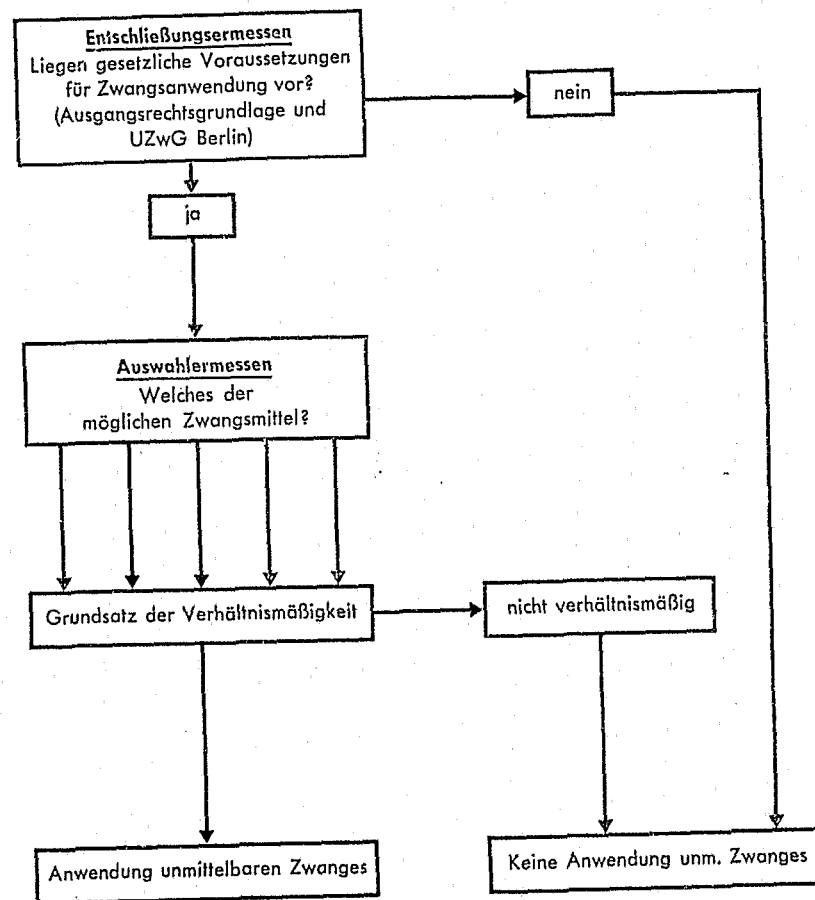 Entschließungsermessen
Liegen gesetzliche Voraussetzungen
für Zwangsanwendung vor?
(Ausgangsrechtsgrundlage und
UZwG Berlin)
nein
ja
Auswahlermessen
Welches der
möglichen Zwangsmittel?
Grundsatz der Verhältnismäßigkeit
nicht verhältnismäßig
Anwendung unmittelbaren Zwanges
Keine Anwendung unm. Zwanges